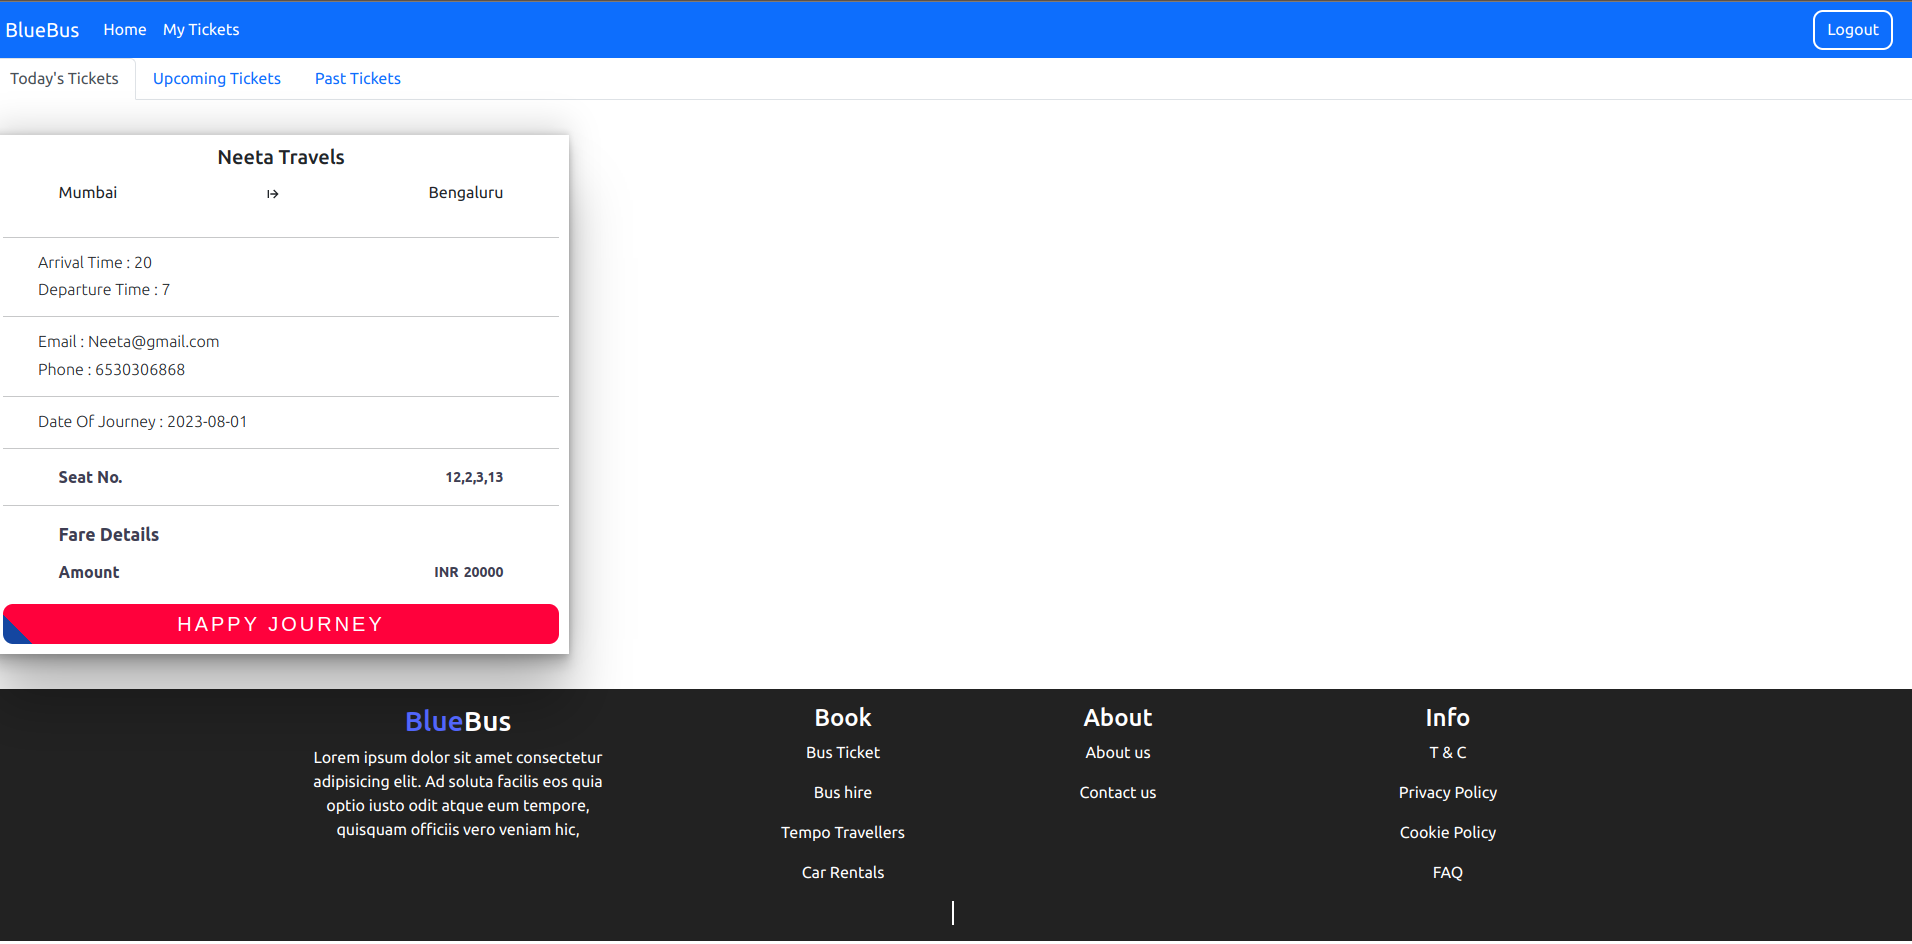 BlueBus Home My Tickets Logout
Today's Tickets Upcoming Tickets Past Tickets
Neeta Travels
Mumbai ↦ Bengaluru
Arrival Time : 20
Departure Time : 7
Email : Neeta@gmail.com
Phone : 6530306868
Date Of Journey : 2023-08-01
Seat No. 12,2,3,13
Fare Details
Amount INR 20000
HAPPY JOURNEY
BlueBus
Lorem ipsum dolor sit amet consectetur
adipisicing elit. Ad soluta facilis eos quia
optio iusto odit atque eum tempore,
quisquam officiis vero veniam hic,
Book
Bus Ticket
Bus hire
Tempo Travellers
Car Rentals
About
About us
Contact us
Info
T & C
Privacy Policy
Cookie Policy
FAQ